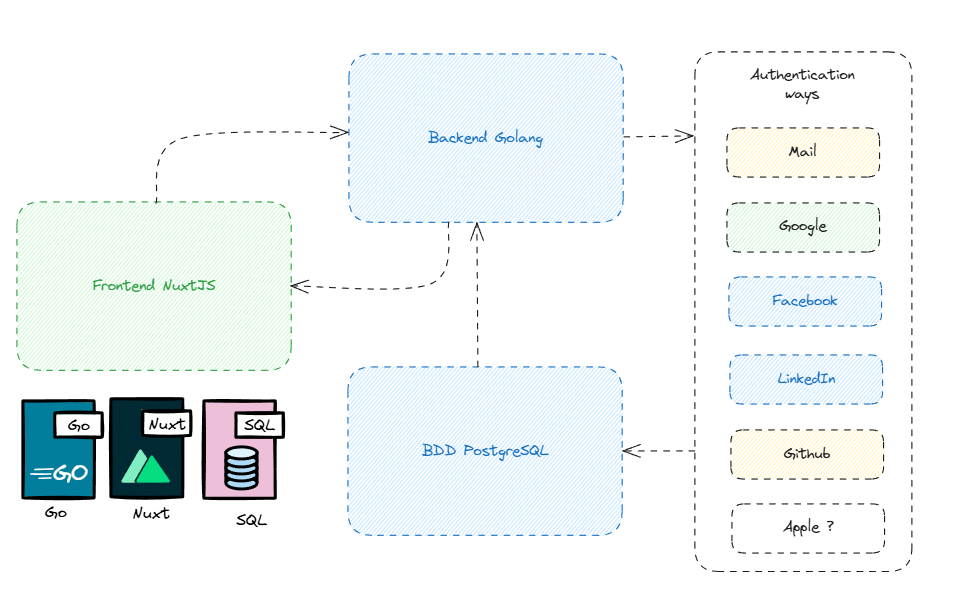 Authentication
ways
Backend Golang
Mail
Google
Frontend NuxtJS
Facebook
LinkedIn
BDD PostgreSQL
Github
Apple ?
Go
Nuxt
SQL
GO
Go
Nuxt
SQL